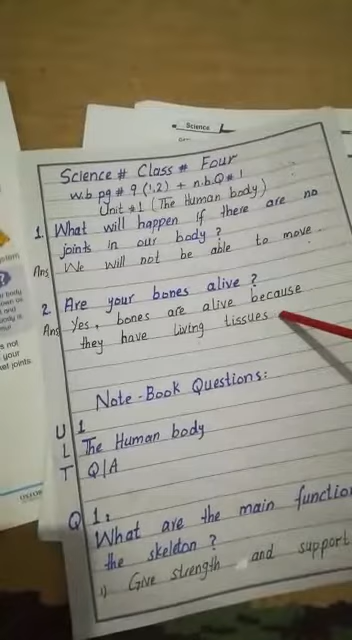 Science
Science # Class # Four
w.b pg # 9 (1,2) + n.b.Q # 1
Unit # 1 (The Human body)
1. What will happen if there are no
joints in our body?
Ans We will not be able to move.
2. Are your bones alive?
Ans Yes, bones are alive because
they have living tissues.
Note-Book Questions:
U 1
L The Human body
T Q/A
Q 1:
What are the main function
the skeleton?
1) Give strength and support